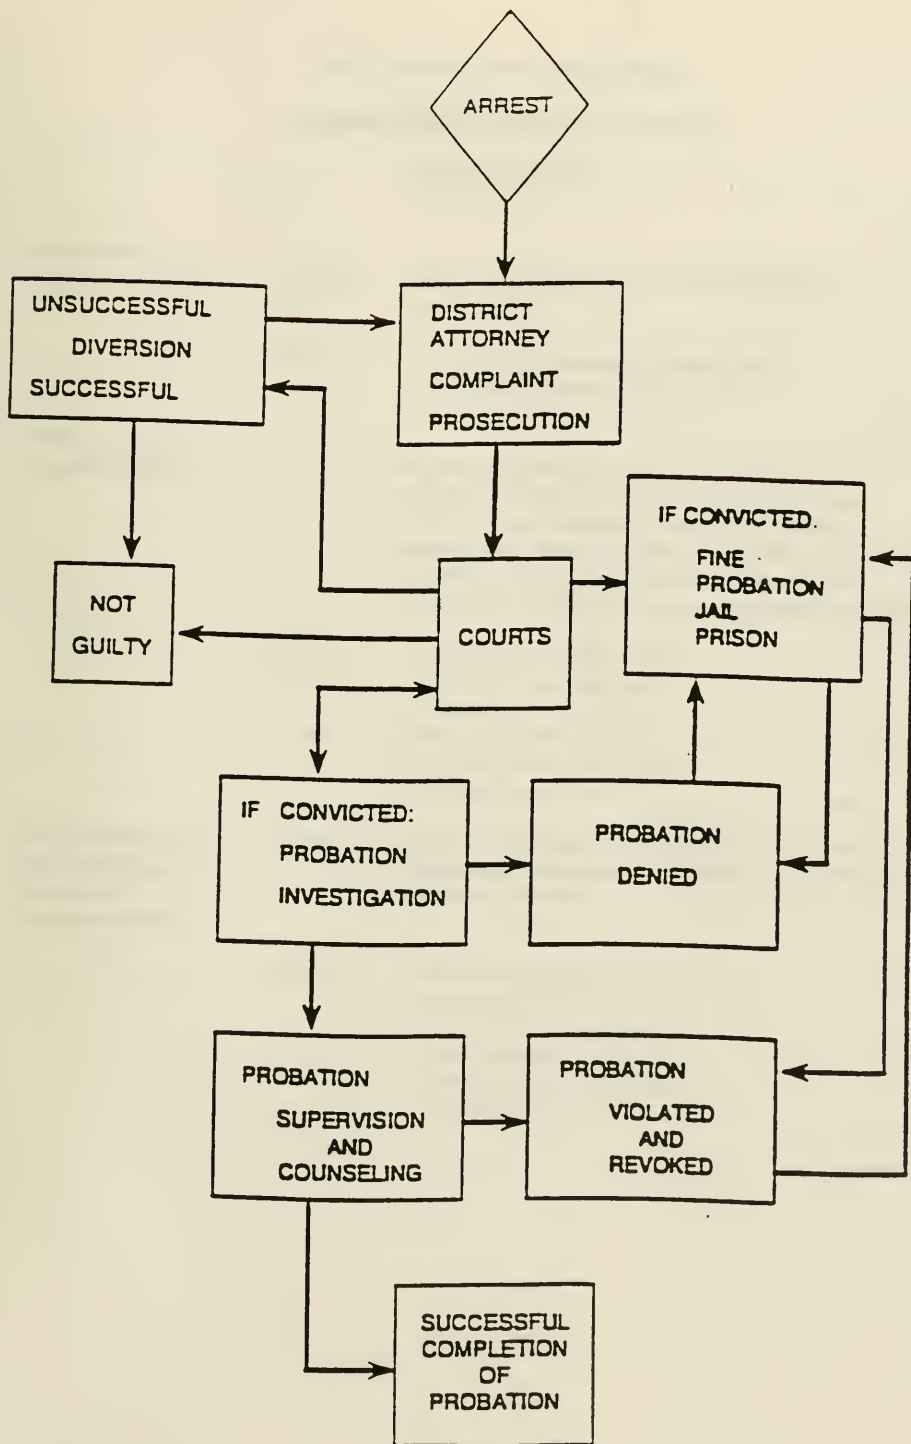 ARREST
UNSUCCESSFUL
DIVERSION
SUCCESSFUL
DISTRICT
ATTORNEY
COMPLAINT
PROSECUTION
IF CONVICTED.
FINE
PROBATION
JAIL
PRISON
NOT
GUILTY
COURTS
IF CONVICTED:
PROBATION
INVESTIGATION
PROBATION
DENIED
PROBATION
SUPERVISION
AND
COUNSELING
PROBATION
VIOLATED
AND
REVOKED
SUCCESSFUL
COMPLETION
OF
PROBATION